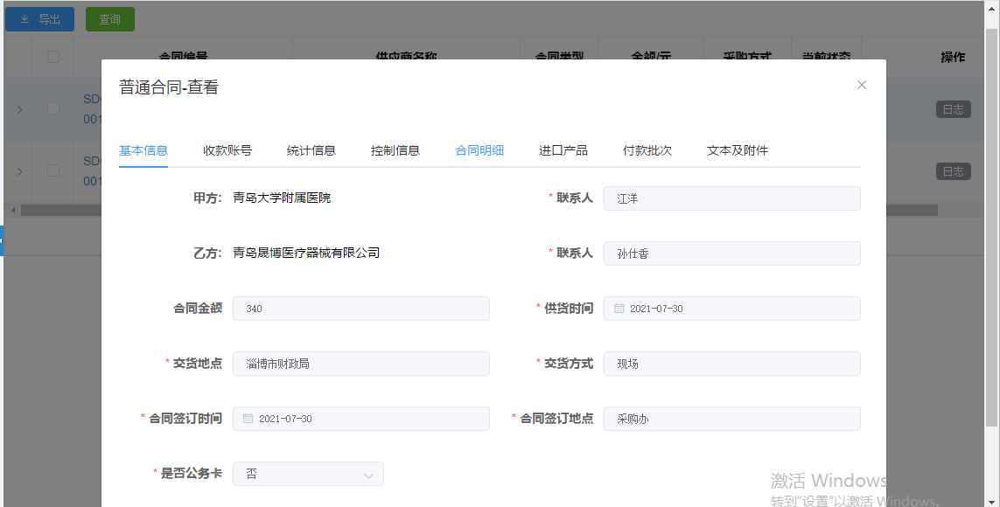 导出 查询
合同编号 供应商名称 合同类型 金额/元 采购方式 当前状态 操作
普通合同-查看
SD
001
日志
基本信息 收款账号 统计信息 控制信息 合同明细 进口产品 付款批次 文本及附件
SD
001
日志
甲方: 青岛大学附属医院 * 联系人 江洋
乙方: 青岛晟博医疗器械有限公司 * 联系人 孙仕香
合同金额 340 * 供货时间 2021-07-30
* 交货地点 淄博市财政局 * 交货方式 现场
* 合同签订时间 2021-07-30 * 合同签订地点 采购办
* 是否公务卡 否
激活 Windows
转到"设置"以激活 Windows。